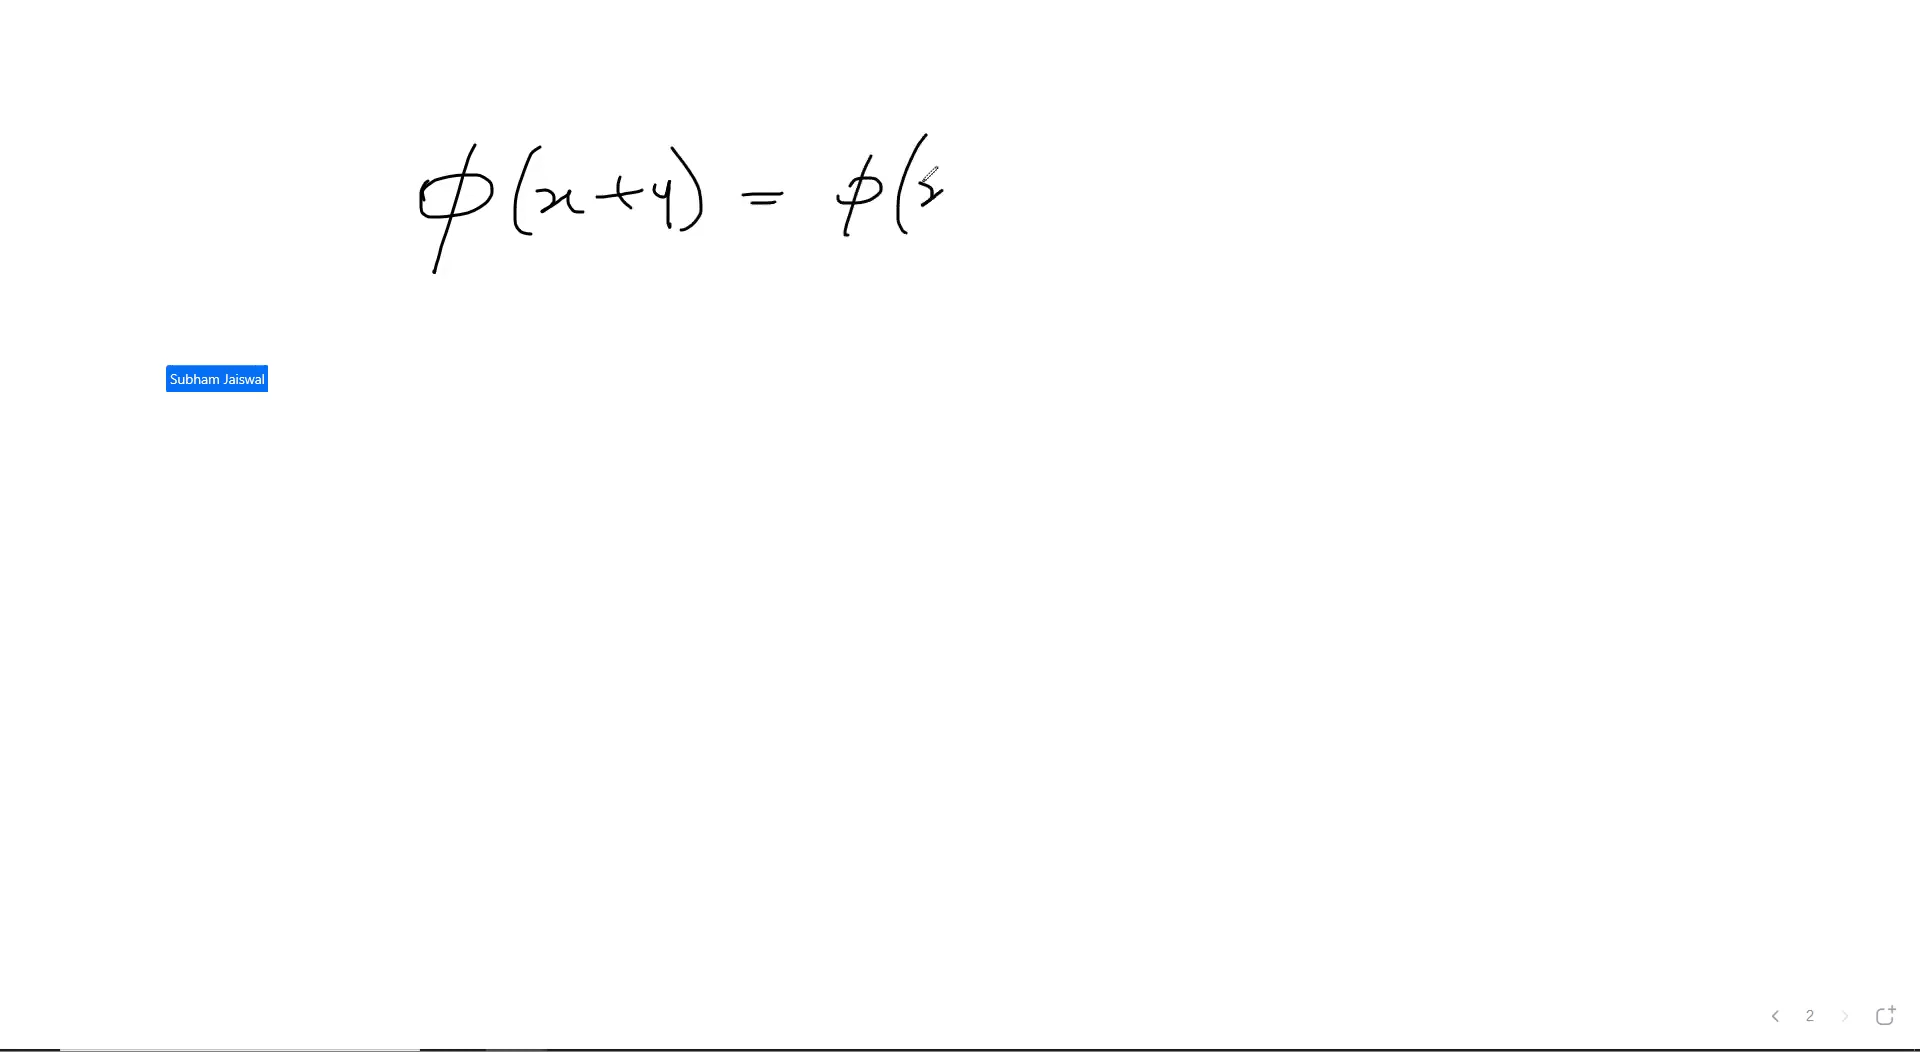 ϕ(x+y) = ϕ(x
Subham Jaiswal
2